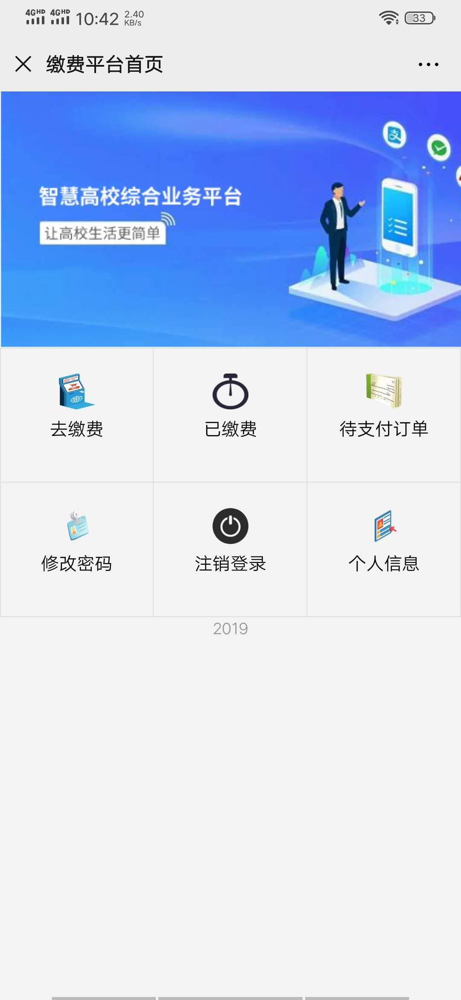 4GHD 4GHD 10:42 2.40 KB/s 33
缴费平台首页
智慧高校综合业务平台
让高校生活更简单
支
去缴费 已缴费 待支付订单
修改密码 注销登录 个人信息
2019